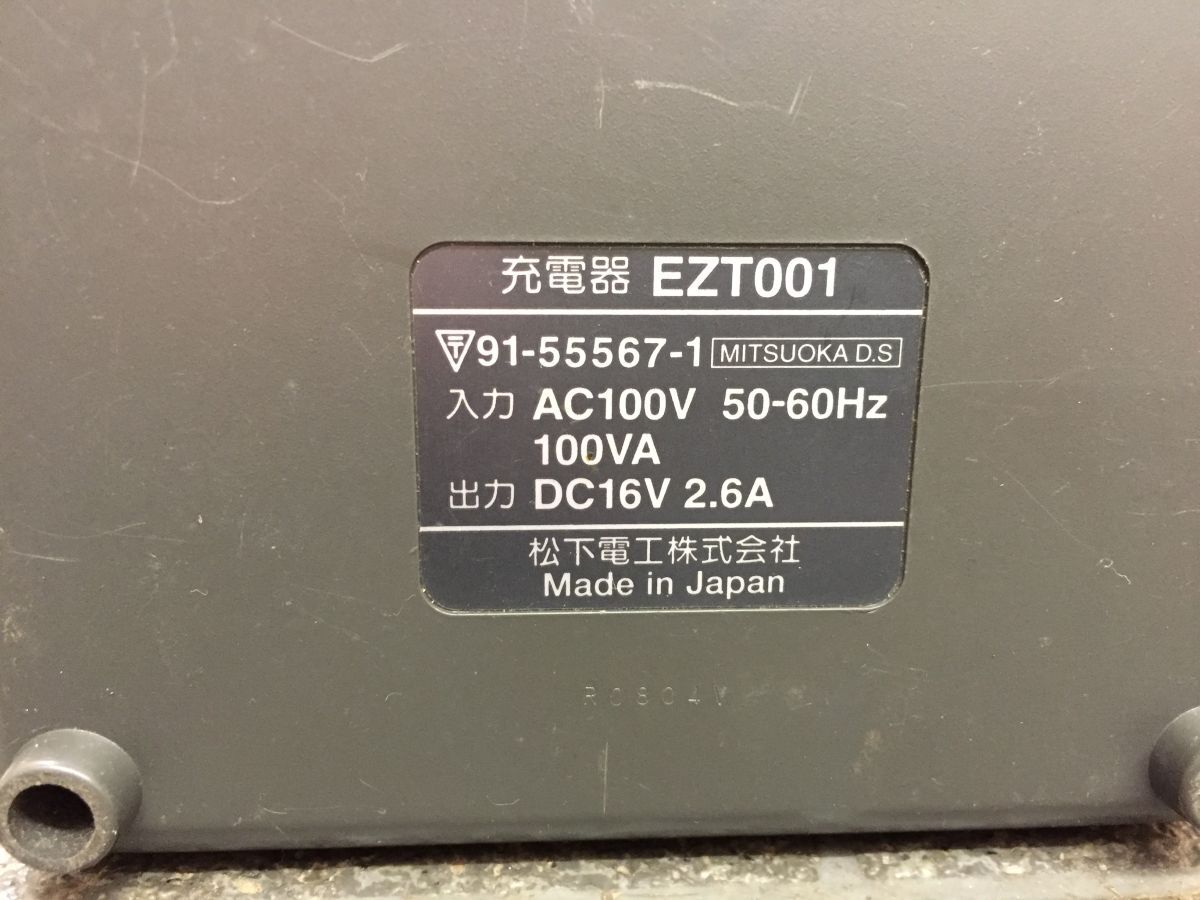 充電器 EZT001
91-55567-1 MITSUOKA D.S
入力 AC100V 50-60Hz
100VA
出力 DC16V 2.6A
松下電工株式会社
Made in Japan
R0804V